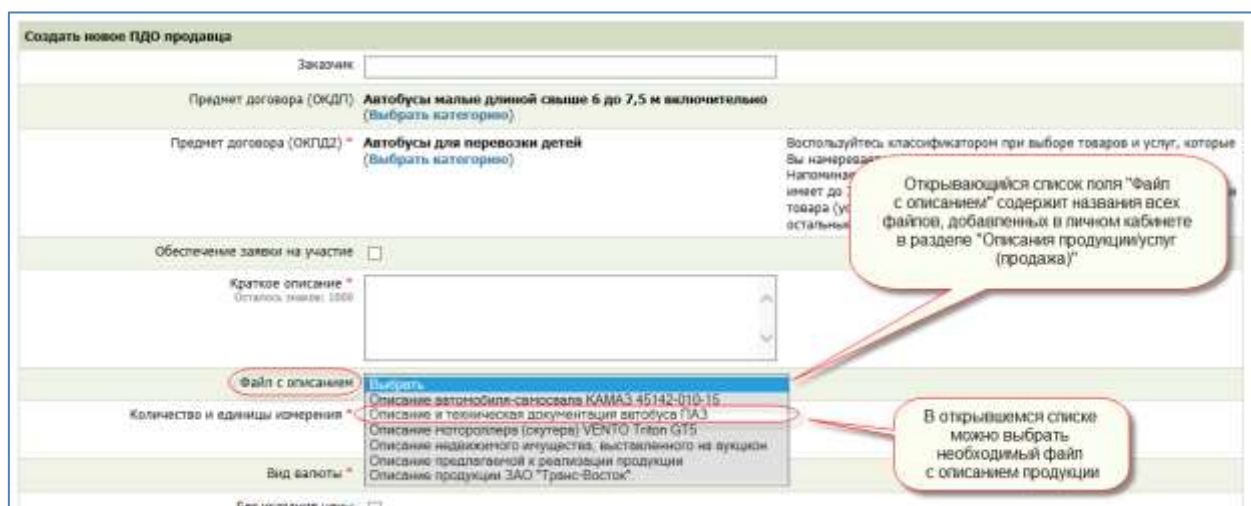 Создать новое ПДО продавца
Заказчик
Предмет договора (ОКДП) Автобусы малые длиной свыше 6 до 7,5 м включительно
(Выбрать категорию)
Предмет договора (ОКПД2) * Автобусы для перевозки детей
(Выбрать категорию)
Воспользуйтесь классификатором при выборе товаров и услуг, которые
Вы
имеет до
товара
Открывающийся список поля "Файл
с описанием" содержит названия всех
файлов, добавленных в личном кабинете
в разделе "Описания продукции/услуг
(продажа)"
Обеспечение заявки на участие
Краткое описание *
Осталось знаков: 1000
Файл с описанием
Выбрать
Описание автомобиля-самосвала КАМАЗ 45142-010-15
Описание и техническая документация автобуса ПАЗ
Описание мотороллера (скутера) VENTO Triton GT5
Описание недвижимого имущества, выставленного на аукцион
Описание предлагаемой к реализации продукции
Описание продукции ЗАО "Транс-Восток".
Количество и единицы измерения *
В открывшемся списке
можно выбрать
необходимый файл
с описанием продукции
Вид валюты *